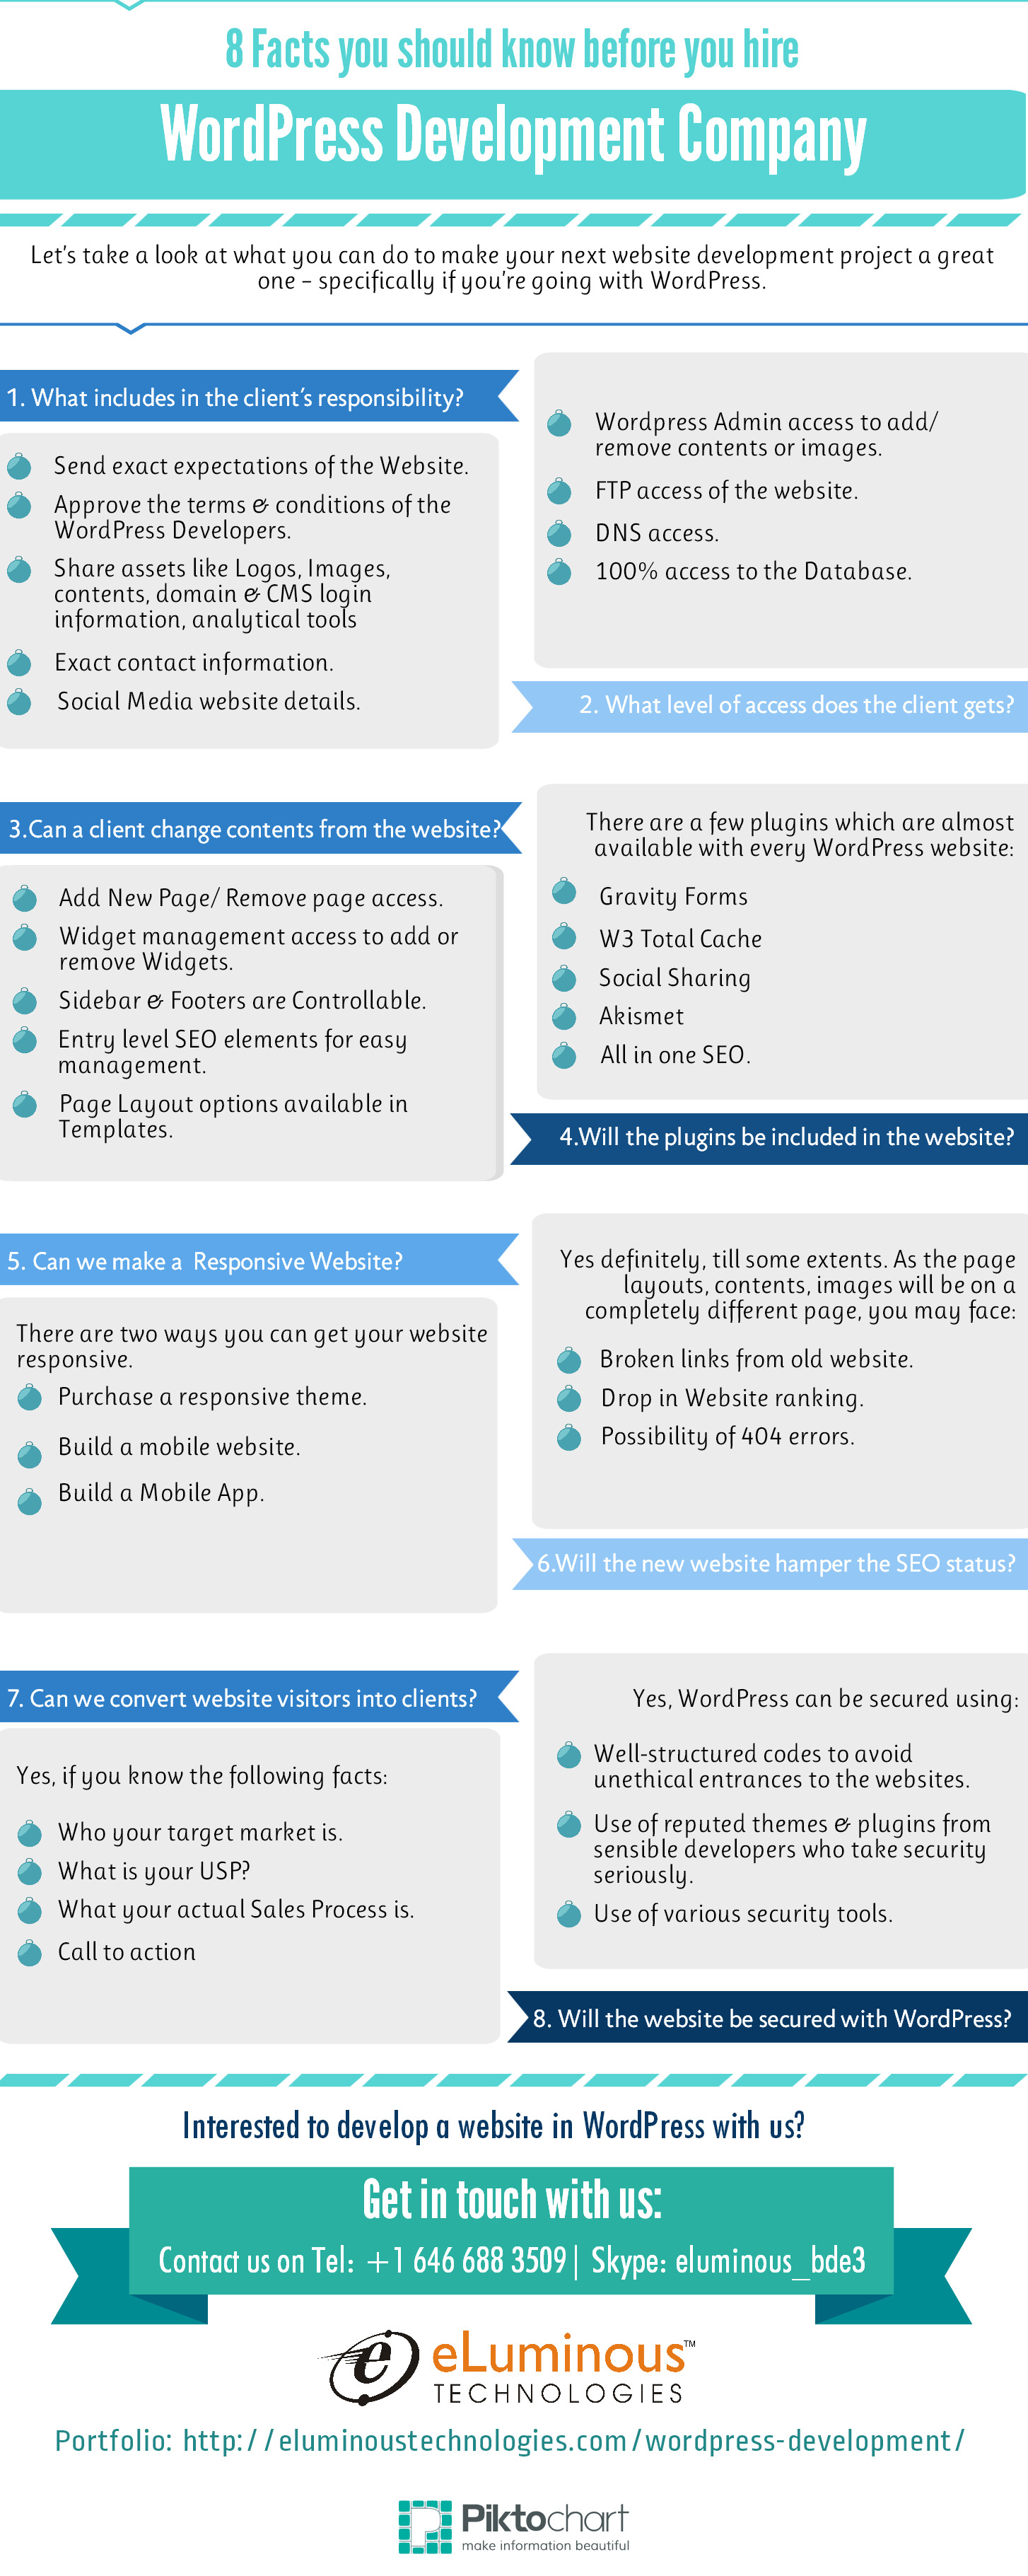 8 Facts you should know before you hire
WordPress Development Company
Let's take a look at what you can do to make your next website development project a great
one – specifically if you're going with WordPress.
1. What includes in the client's responsibility?
Send exact expectations of the Website.
Approve the terms & conditions of the
WordPress Developers.
Share assets like Logos, Images,
contents, domain & CMS login
information, analytical tools
Exact contact information.
Social Media website details.
Wordpress Admin access to add/
remove contents or images.
FTP access of the website.
DNS access.
100% access to the Database.
2. What level of access does the client gets?
3.Can a client change contents from the website?
Add New Page/ Remove page access.
Widget management access to add or
remove Widgets.
Sidebar & Footers are Controllable.
Entry level SEO elements for easy
management.
Page Layout options available in
Templates.
There are a few plugins which are almost
available with every WordPress website:
Gravity Forms
W3 Total Cache
Social Sharing
Akismet
All in one SEO.
4.Will the plugins be included in the website?
5. Can we make a Responsive Website?
There are two ways you can get your website
responsive.
Purchase a responsive theme.
Build a mobile website.
Build a Mobile App.
Yes definitely, till some extents. As the page
layouts, contents, images will be on a
completely different page, you may face:
Broken links from old website.
Drop in Website ranking.
Possibility of 404 errors.
6.Will the new website hamper the SEO status?
7. Can we convert website visitors into clients?
Yes, if you know the following facts:
Who your target market is.
What is your USP?
What your actual Sales Process is.
Call to action
Yes, WordPress can be secured using:
Well-structured codes to avoid
unethical entrances to the websites.
Use of reputed themes & plugins from
sensible developers who take security
seriously.
Use of various security tools.
8. Will the website be secured with WordPress?
Interested to develop a website in WordPress with us?
Get in touch with us:
Contact us on Tel: +1 646 688 3509| Skype: eluminous_bde3
e eLuminous™
TECHNOLOGIES
Portfolio: http://eluminoustechnologies.com/wordpress-development/
Piktochart
make information beautiful